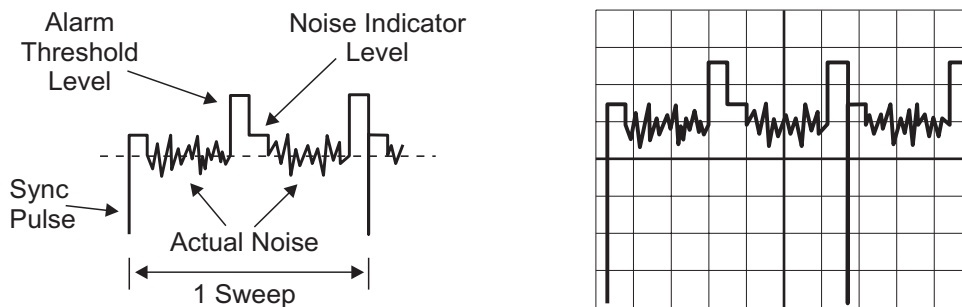 Alarm
Threshold
Level
Noise Indicator
Level
Sync
Pulse
Actual Noise
1 Sweep